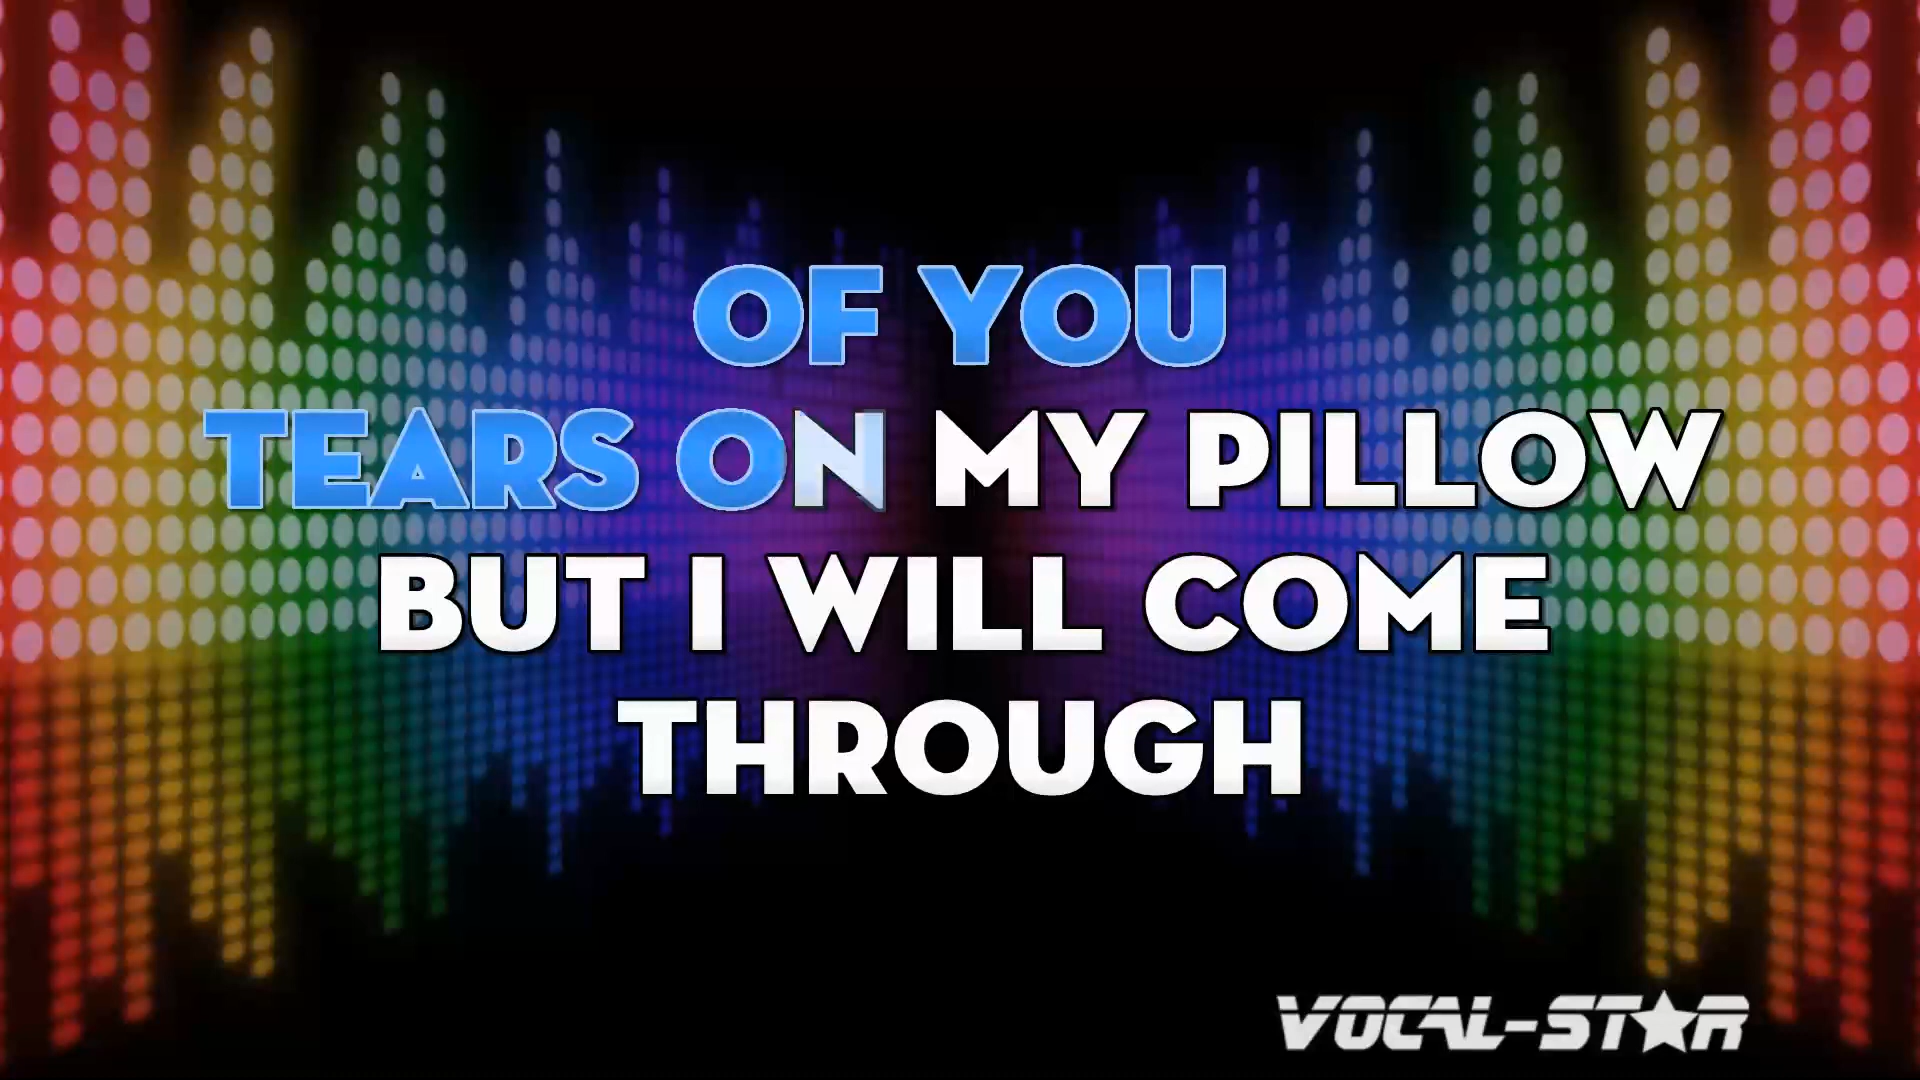 OF YOU
TEARS ON MY PILLOW
BUT I WILL COME
THROUGH
VOCAL-STAR